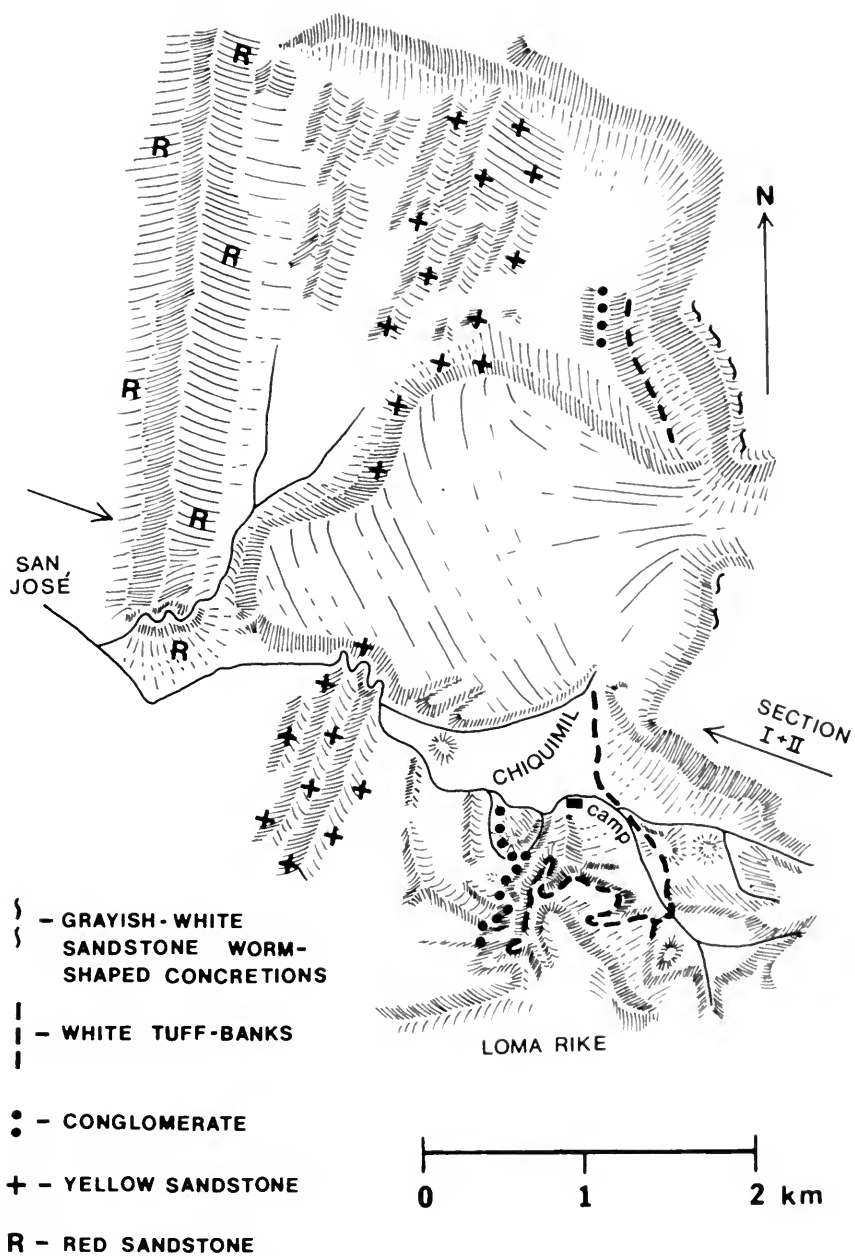 R
R
N
R
R
R
SAN
JOSÉ
R
SECTION
I+II
CHIQUIMIL
camp
LOMA RIKE
- GRAYISH-WHITE
SANDSTONE WORM-
SHAPED CONCRETIONS
- WHITE TUFF-BANKS
- CONGLOMERATE
+ - YELLOW SANDSTONE
R - RED SANDSTONE
0 1 2 km